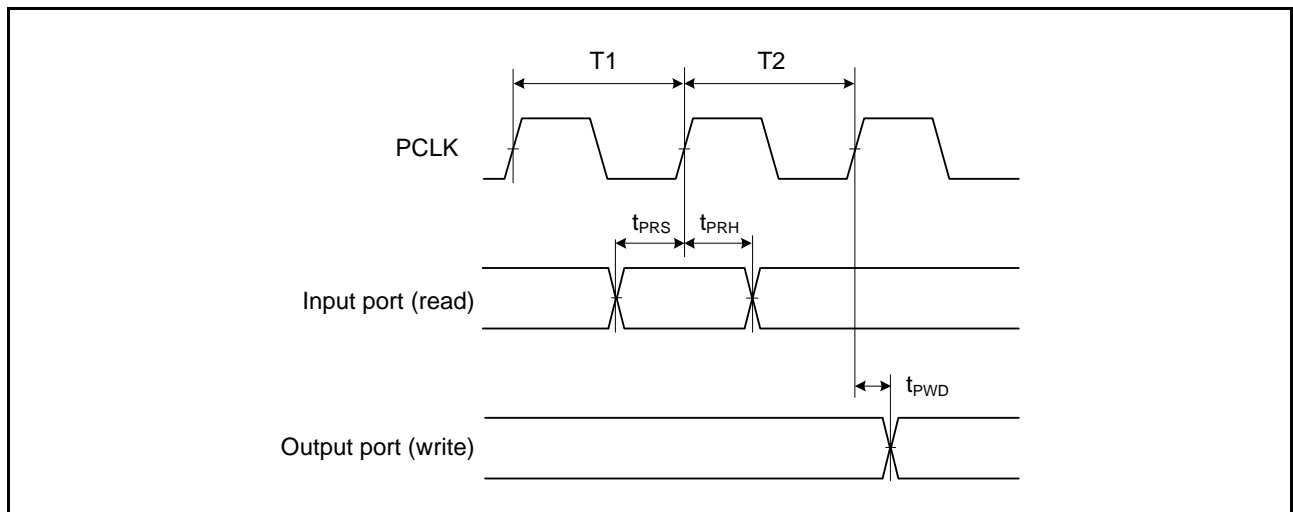 T1 T2
PCLK
tPRS tPRH
Input port (read)
tPWD
Output port (write)